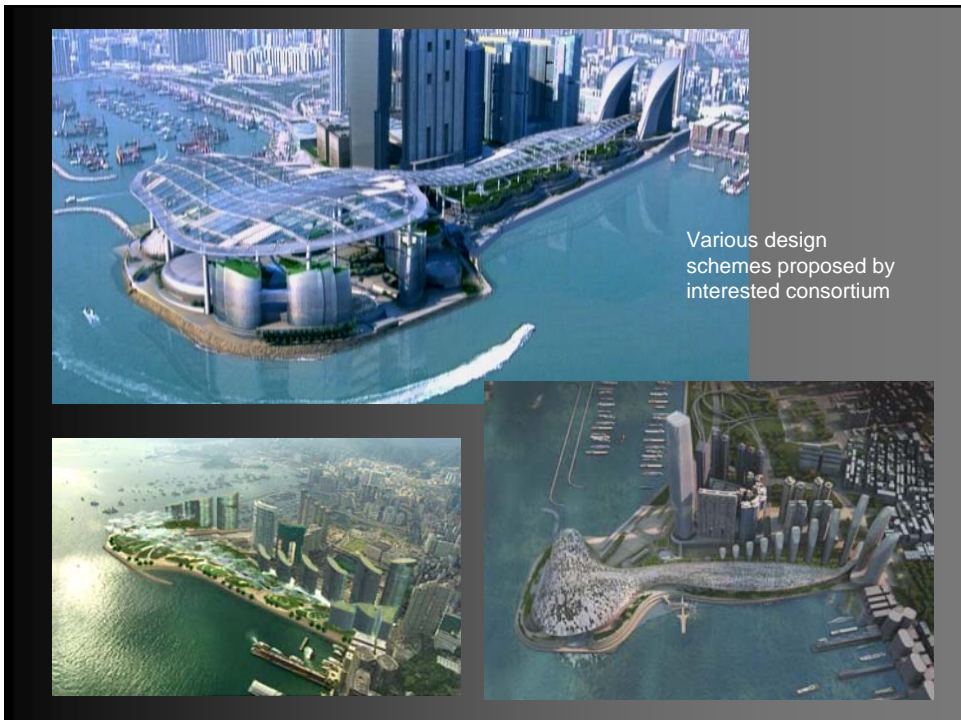 Various design
schemes proposed by
interested consortium